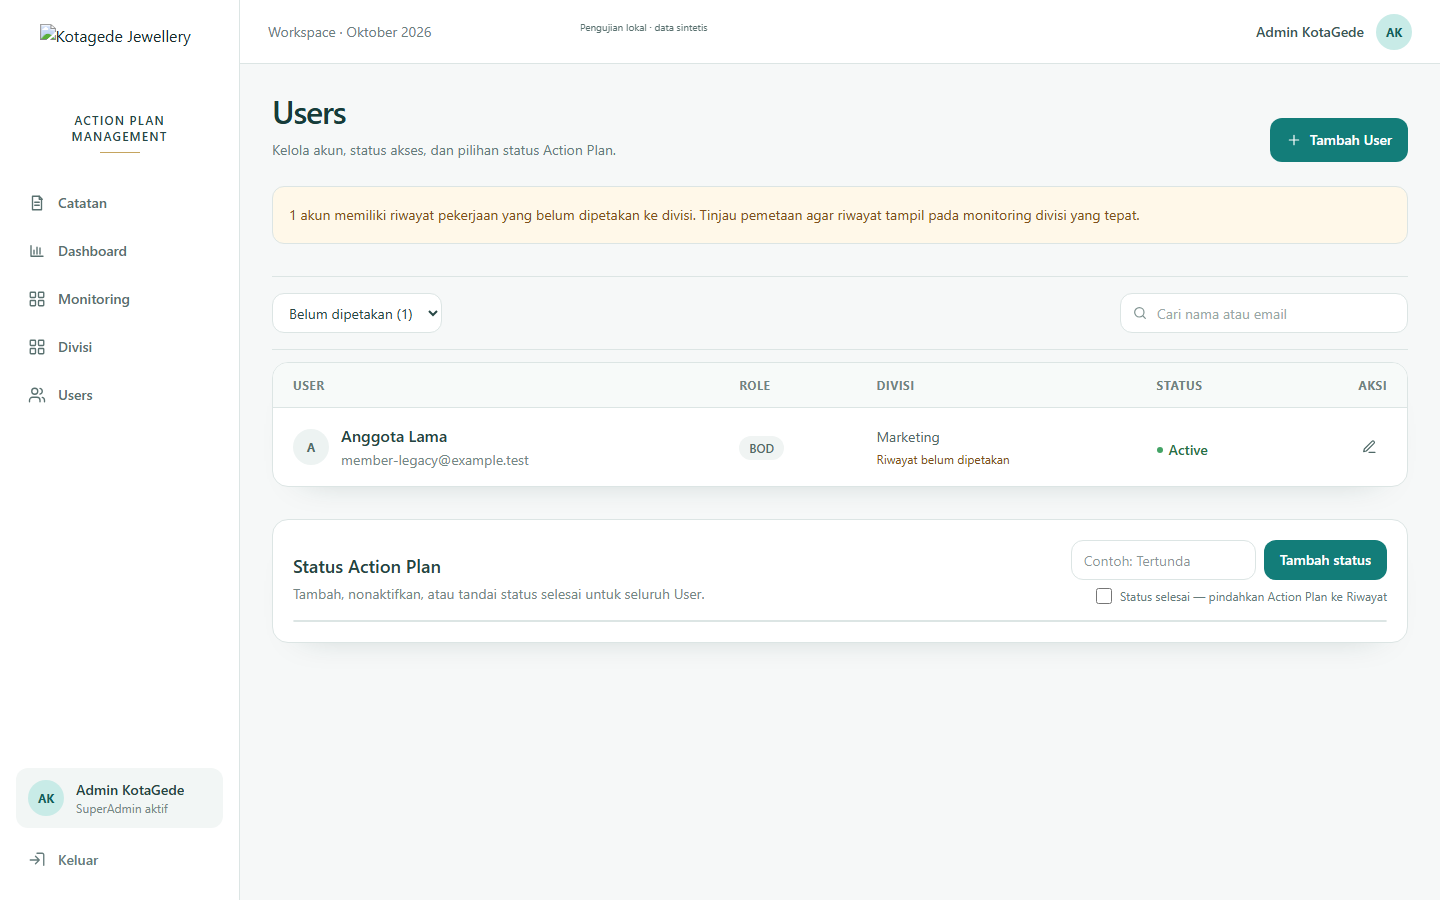 Kotagede Jewellery
ACTION PLAN
MANAGEMENT
Catatan
Dashboard
Monitoring
Divisi
Users
Admin KotaGede
AK
SuperAdmin aktif
Keluar
Workspace · Oktober 2026
Pengujian lokal · data sintetis
Admin KotaGede
AK
Users
Kelola akun, status akses, dan pilihan status Action Plan.
Tambah User
1 akun memiliki riwayat pekerjaan yang belum dipetakan ke divisi. Tinjau pemetaan agar riwayat tampil pada monitoring divisi yang tepat.
Belum dipetakan (1)
Cari nama atau email
USER ROLE DIVISI STATUS AKSI
A
Anggota Lama
member-legacy@example.test
BOD
Marketing
Riwayat belum dipetakan
Active
Status Action Plan
Tambah, nonaktifkan, atau tandai status selesai untuk seluruh User.
Contoh: Tertunda
Tambah status
Status selesai — pindahkan Action Plan ke Riwayat